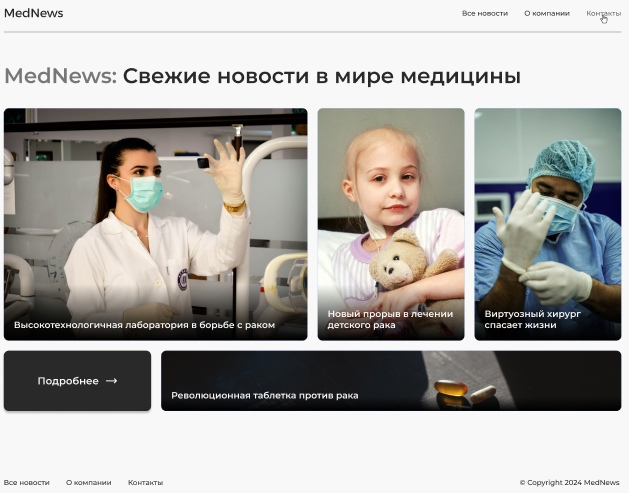 MedNews
Все новости
О компании
Контакты
MedNews: Свежие новости в мире медицины
Высокотехнологичная лаборатория в борьбе с раком
Новый прорыв в лечении
детского рака
Виртуозный хирург
спасает жизни
Подробнее →
Революционная таблетка против рака
Все новости
О компании
Контакты
© Copyright 2024 MedNews